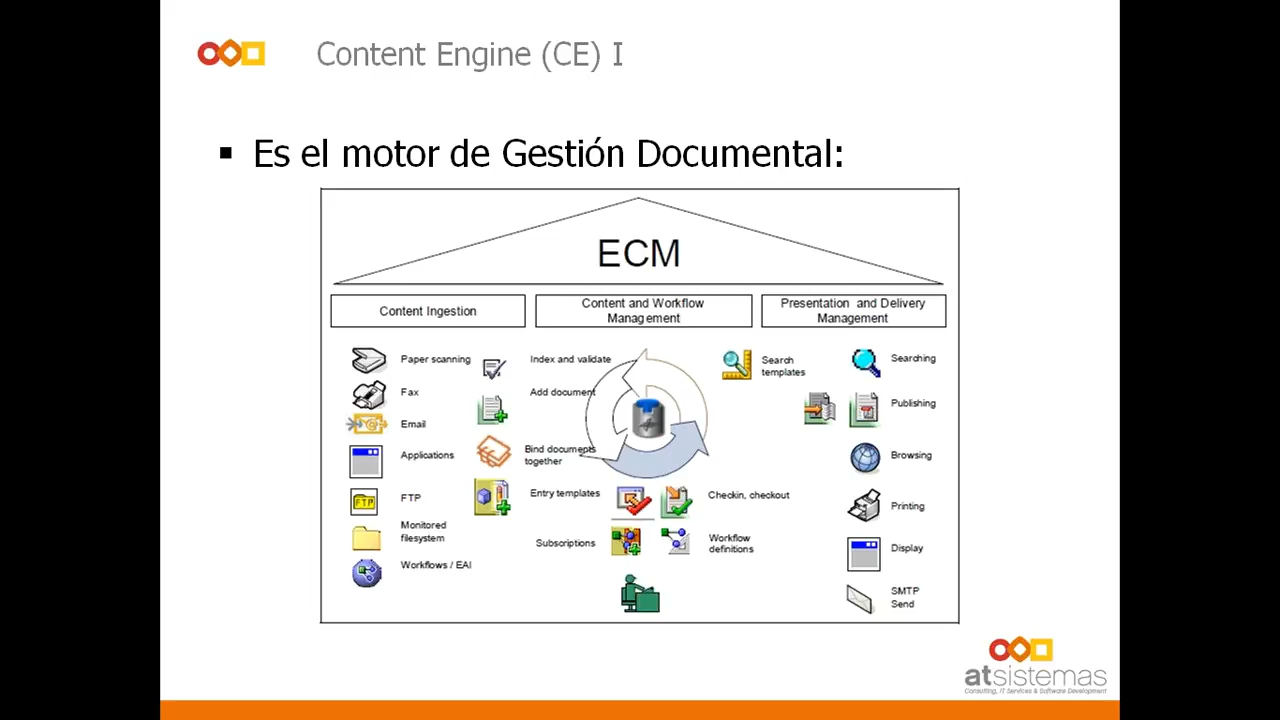 Content Engine (CE) I
▪ Es el motor de Gestión Documental:
ECM
Content Ingestion
Content and Workflow
Management
Presentation and Delivery
Management
Paper scanning
Fax
Email
Applications
FTP
FTP
Monitored
filesystem
Workflows / EAI
Index and validate
Add document
Bind documents
together
Entry templates
Subscriptions
Search
templates
Checkin, checkout
Workflow
definitions
Searching
Publishing
Browsing
Printing
Display
SMTP
Send
atsistemas
Consulting, IT Services & Software Development